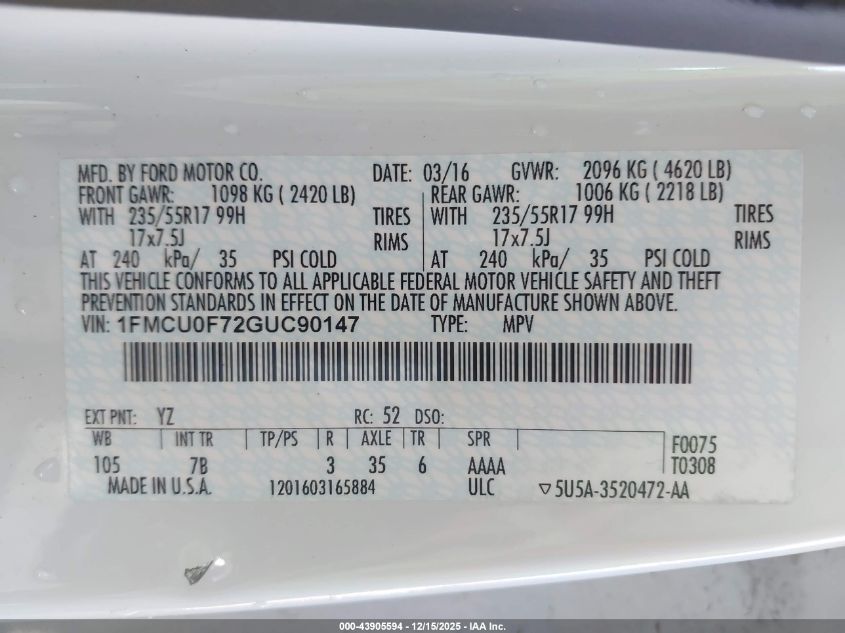 MFD. BY FORD MOTOR CO. DATE: 03/16 GVWR: 2096 KG ( 4620 LB)
FRONT GAWR: 1098 KG ( 2420 LB) REAR GAWR: 1006 KG ( 2218 LB)
WITH 235/55R17 99H TIRES WITH 235/55R17 99H TIRES
17x7.5J RIMS 17x7.5J RIMS
AT 240 kPa/ 35 PSI COLD AT 240 kPa/ 35 PSI COLD
THIS VEHICLE CONFORMS TO ALL APPLICABLE FEDERAL MOTOR VEHICLE SAFETY AND THEFT
PREVENTION STANDARDS IN EFFECT ON THE DATE OF MANUFACTURE SHOWN ABOVE.
VIN: 1FMCU0F72GUC90147 TYPE: MPV
EXT PNT: YZ RC: 52 DSO:
WB INT TR TP/PS R AXLE TR SPR F0075
105 7B 3 35 6 AAAA T0308
MADE IN U.S.A. 1201603165884 ULC ▽5U5A-3520472-AA
000-43905594 - 12/15/2025 - IAA Inc.